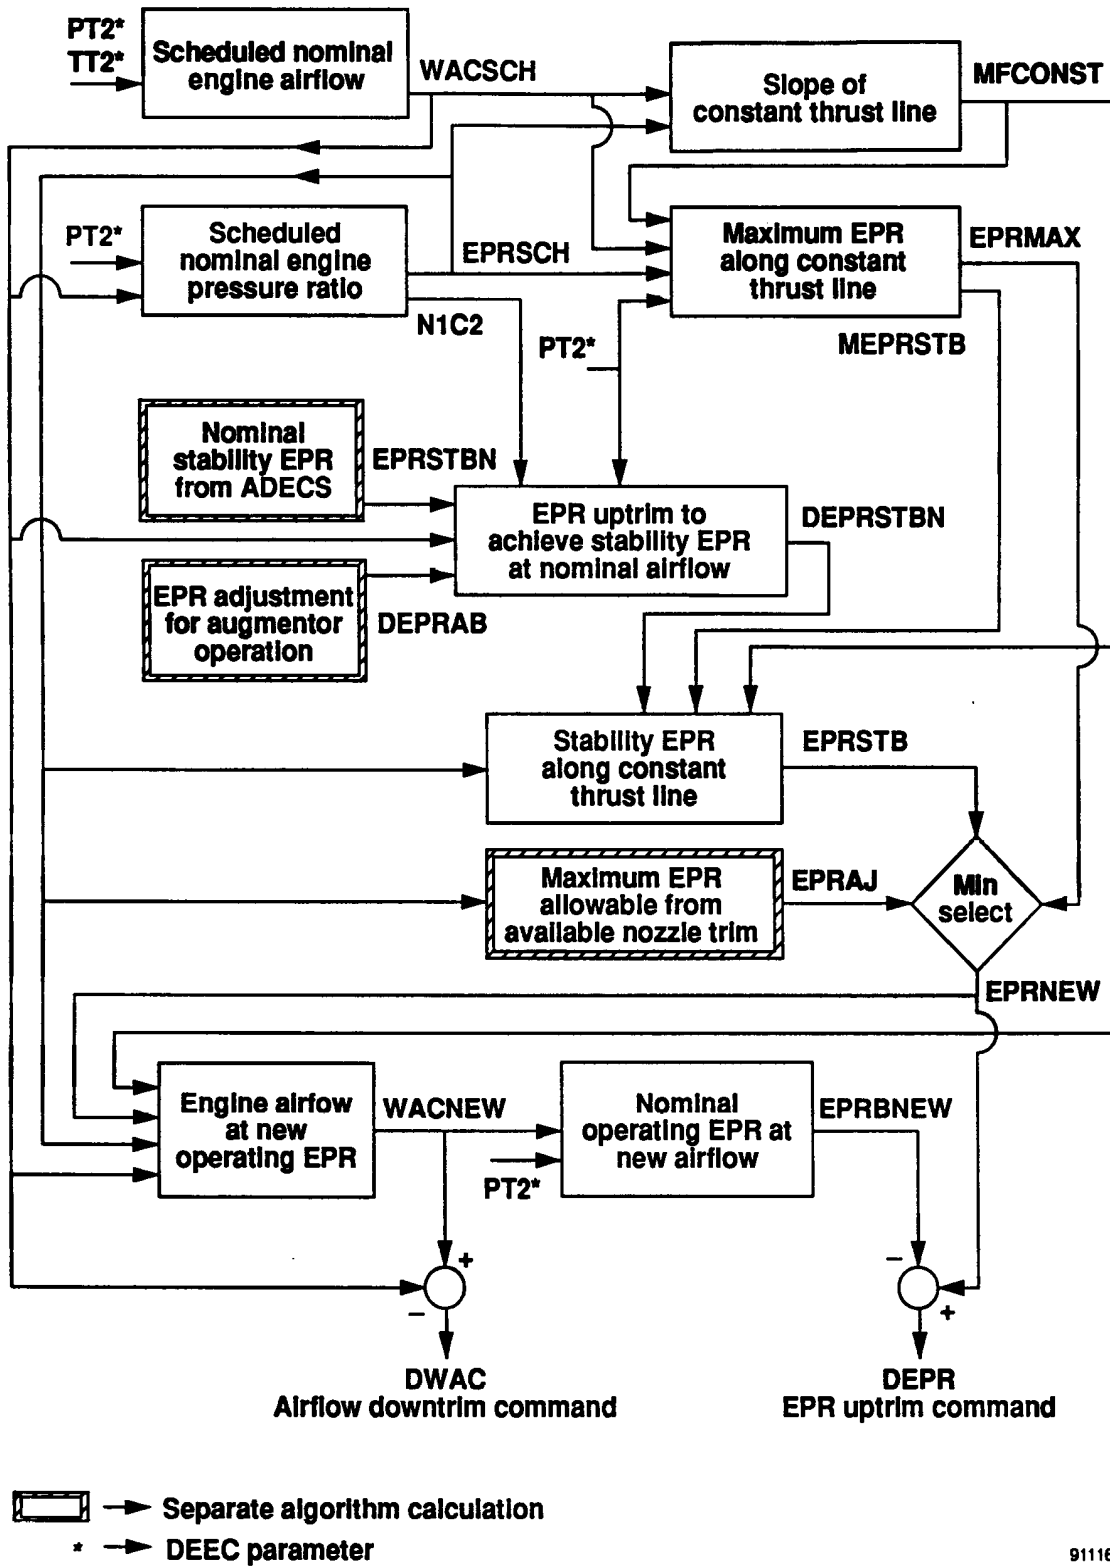 PT2*
TT2*
Scheduled nominal
engine airflow
WACSCH
Slope of
constant thrust line
MFCONST
PT2*
Scheduled
nominal engine
pressure ratio
EPRSCH
N1C2
Maximum EPR
along constant
thrust line
EPRMAX
MEPRSTB
PT2*
Nominal
stability EPR
from ADECS
EPRSTBN
EPR uptrim to
achieve stability EPR
at nominal airflow
DEPRSTBN
EPR adjustment
for augmentor
operation
DEPRAB
Stability EPR
along constant
thrust line
EPRSTB
Maximum EPR
allowable from
available nozzle trim
EPRAJ
Min
select
EPRNEW
Engine airfow
at new
operating EPR
WACNEW
PT2*
Nominal
operating EPR at
new airflow
EPRBNEW
+
−
−
+
DWAC
Airflow downtrim command
DEPR
EPR uptrim command
Separate algorithm calculation
* DEEC parameter
91116